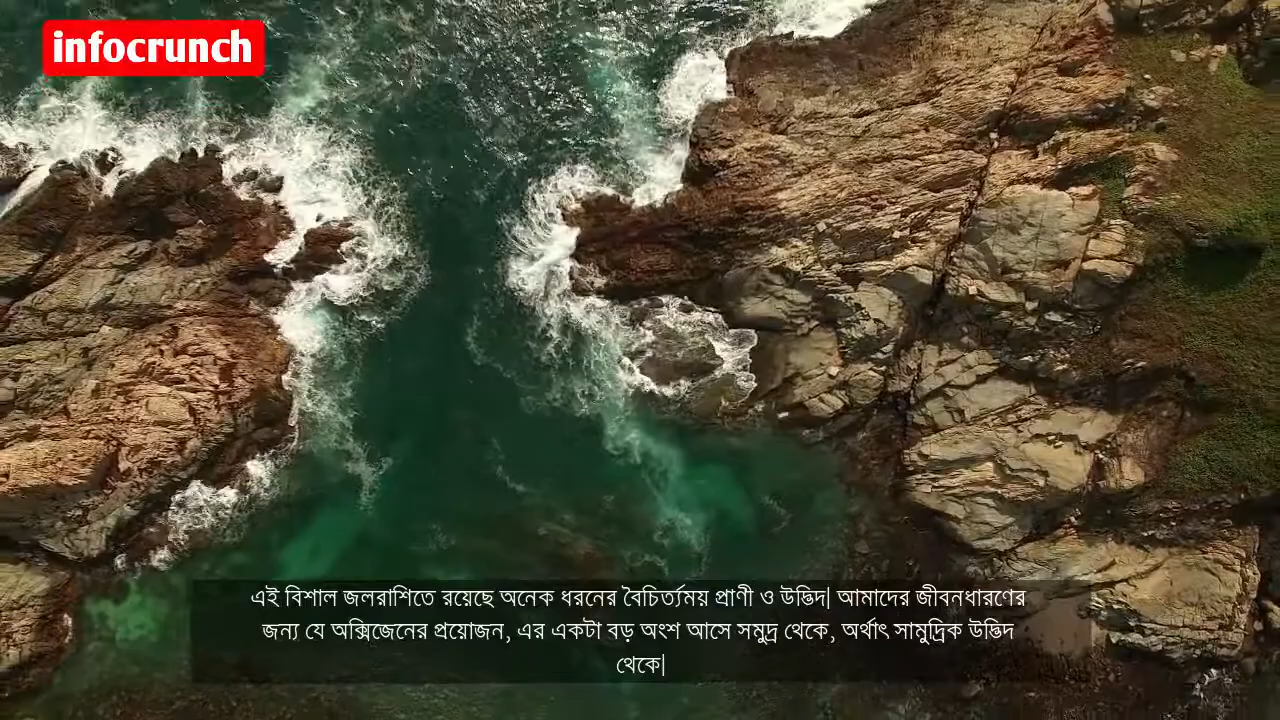 infocrunch
এই বিশাল জলরাশিতে রয়েছে অনেক ধরনের বৈচির্ত্যময় প্রাণী ও উদ্ভিদ| আমাদের জীবনধারণের
জন্য যে অক্সিজেনের প্রয়োজন, এর একটা বড় অংশ আসে সমুদ্র থেকে, অর্থাৎ সামুদ্রিক উদ্ভিদ
থেকে|